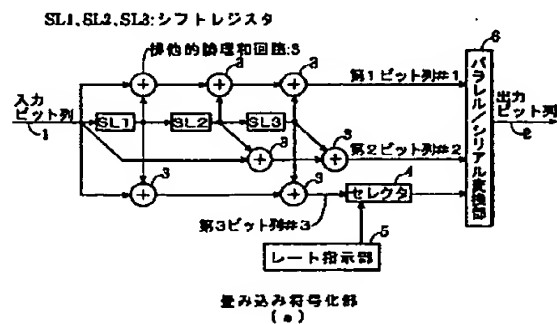 SL1,SL2,SL3:シフトレジスタ
排他的論理和回路:3
3
3
6
入力
ビット列
1
SL1
SL2
SL3
第1ビット列#1
パラレル/シリアル変換部
出力
ビット列
2
3
3
第2ビット列#2
3
3
4
セレクタ
第3ビット列#3
5
レート指示部
畳み込み符号化部
(a)